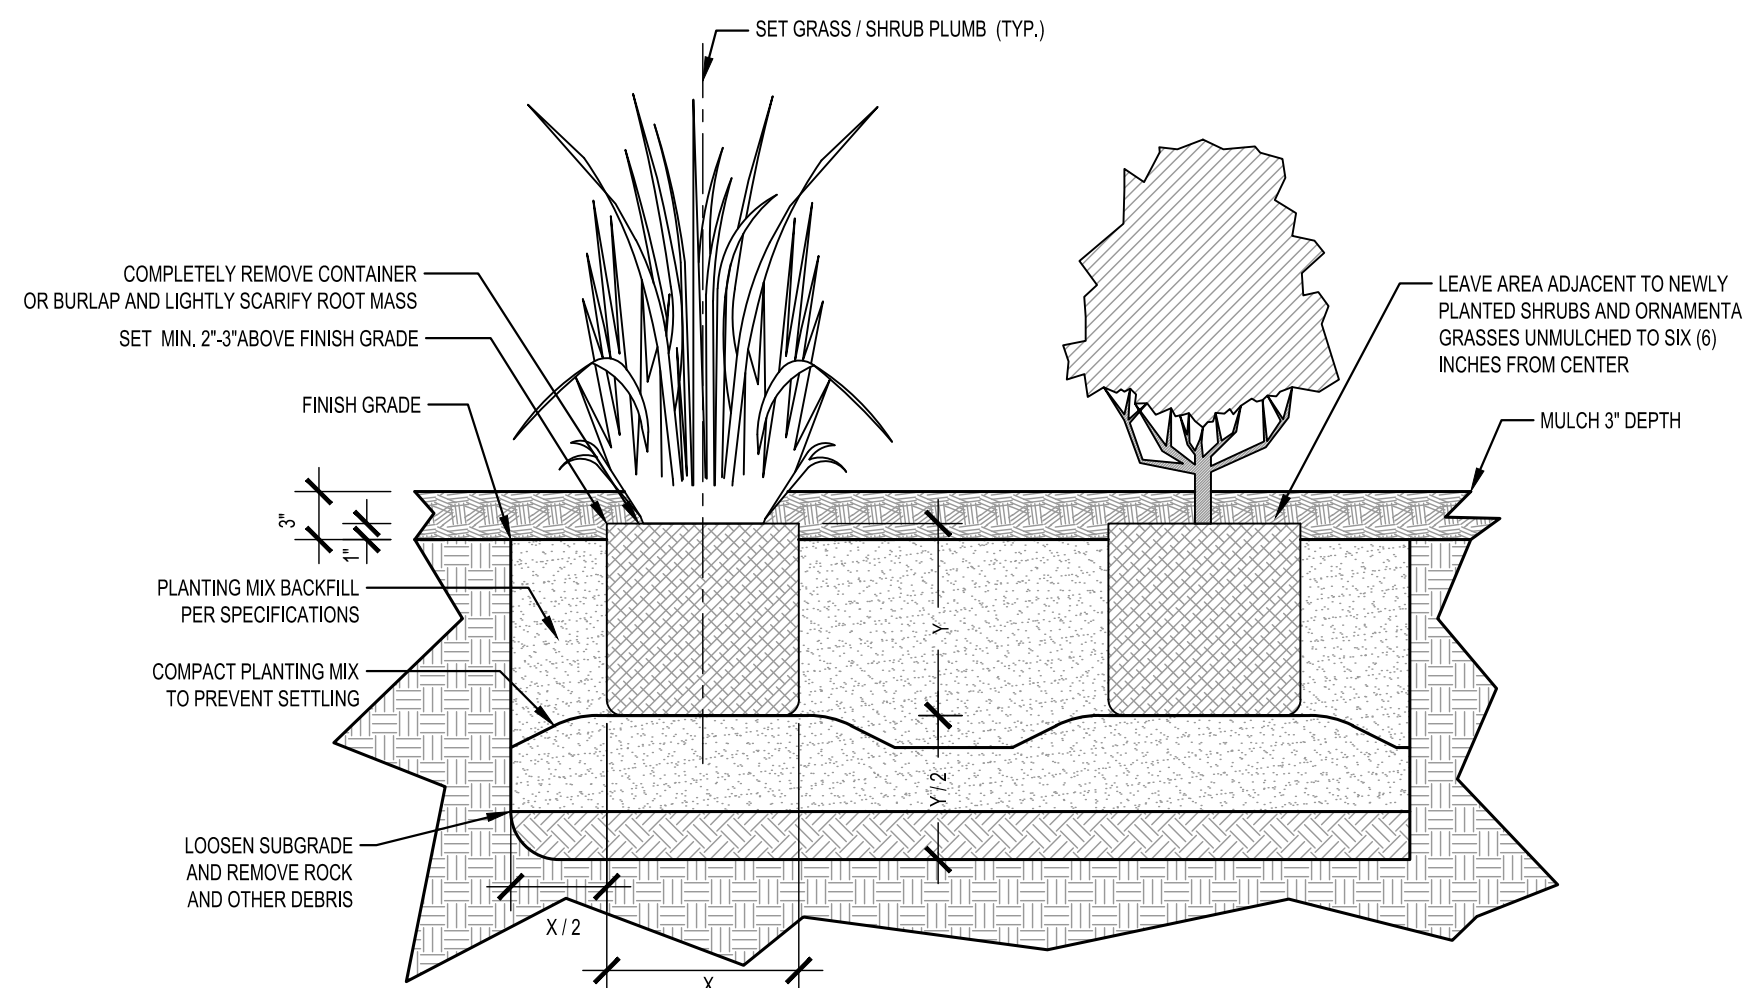 SET GRASS / SHRUB PLUMB (TYP.)
COMPLETELY REMOVE CONTAINER
OR BURLAP AND LIGHTLY SCARIFY ROOT MASS
SET MIN. 2"-3"ABOVE FINISH GRADE
FINISH GRADE
3"
1"
PLANTING MIX BACKFILL
PER SPECIFICATIONS
COMPACT PLANTING MIX
TO PREVENT SETTLING
LOOSEN SUBGRADE
AND REMOVE ROCK
AND OTHER DEBRIS
X / 2
X
Y
Y / 2
LEAVE AREA ADJACENT TO NEWLY
PLANTED SHRUBS AND ORNAMENTA
GRASSES UNMULCHED TO SIX (6)
INCHES FROM CENTER
MULCH 3" DEPTH